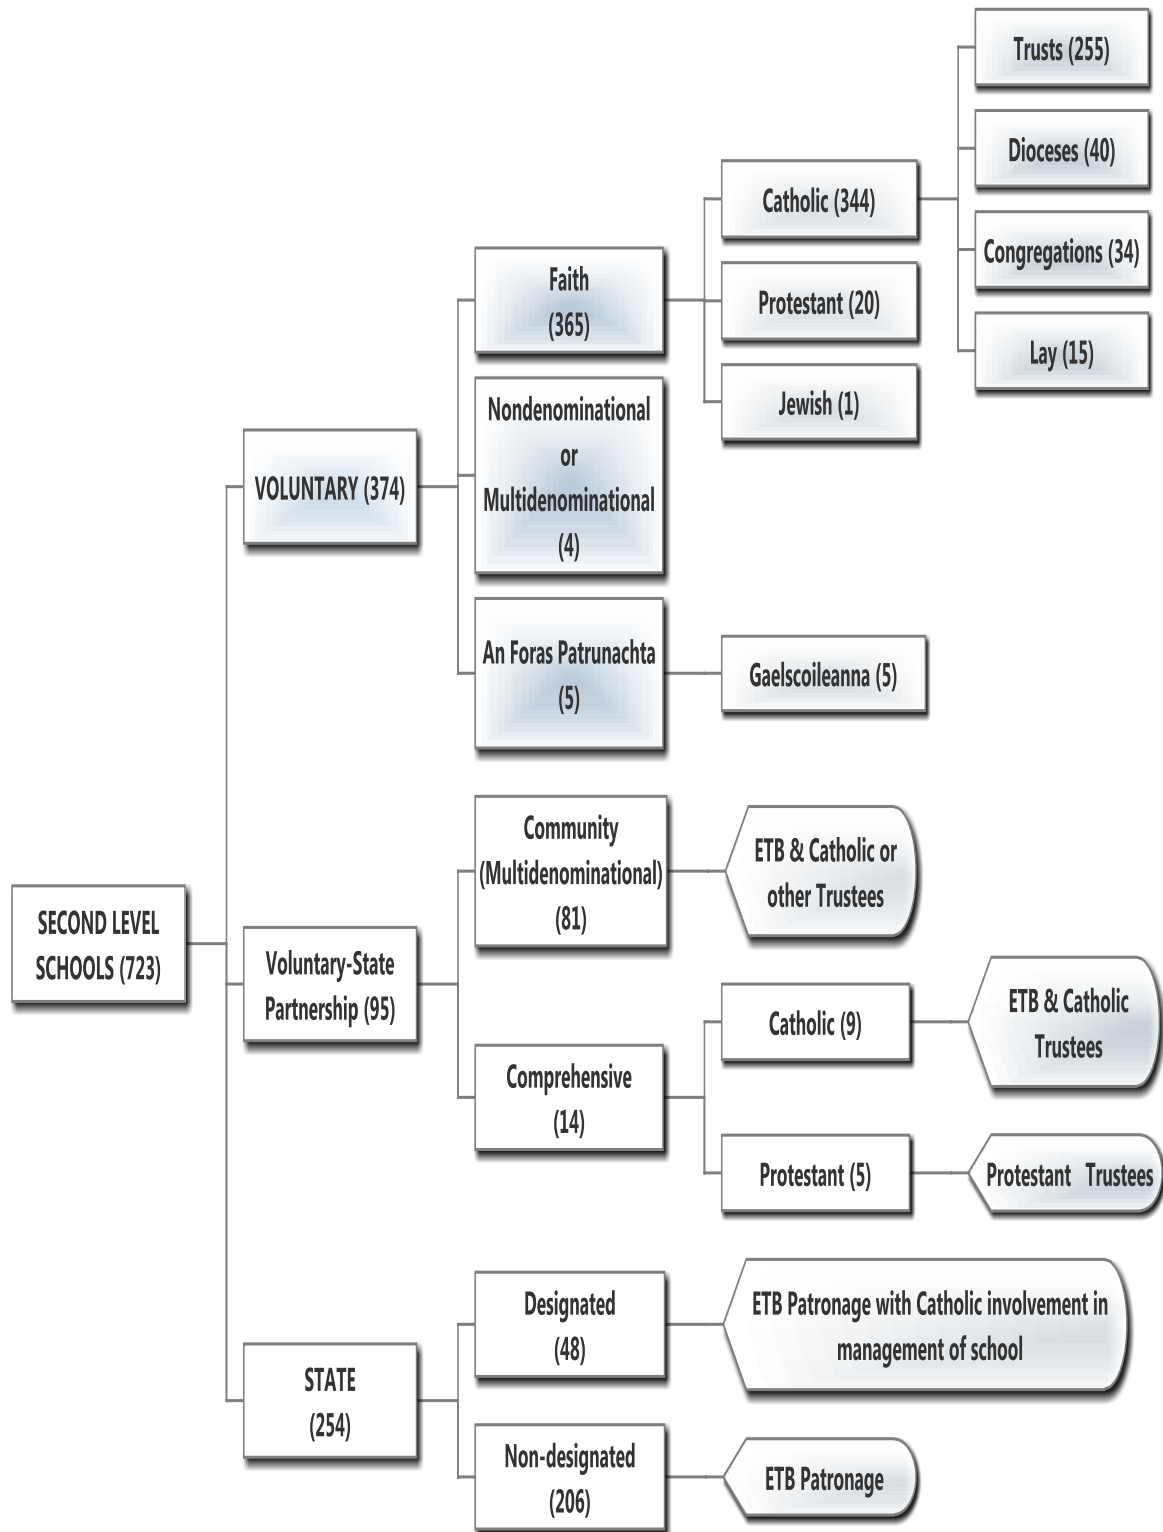 Trusts (255)
Dioceses (40)
Catholic (344)
Congregations (34)
Faith
(365)
Protestant (20)
Lay (15)
Jewish (1)
Nondenominational
or
Multidenominational
(4)
VOLUNTARY (374)
An Foras Patrunachta
(5)
Gaelscoileanna (5)
Community
(Multidenominational)
(81)
ETB & Catholic or
other Trustees
SECOND LEVEL
SCHOOLS (723)
Voluntary-State
Partnership (95)
Catholic (9)
ETB & Catholic
Trustees
Comprehensive
(14)
Protestant (5)
Protestant Trustees
Designated
(48)
ETB Patronage with Catholic involvement in
management of school
STATE
(254)
Non-designated
(206)
ETB Patronage